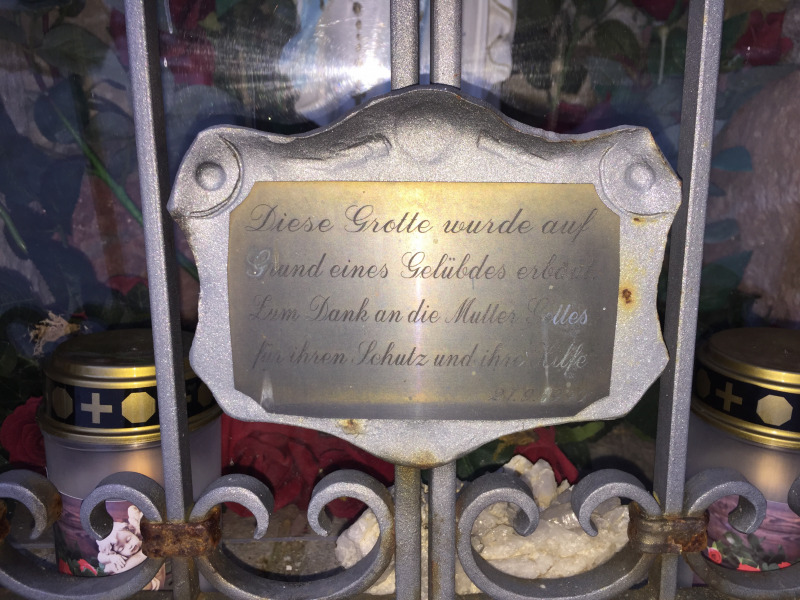 Diese Grotte wurde auf
Grund eines Gelübdes erbaut.
Zum Dank an die Mutter Gottes
für ihren Schutz und ihre Hilfe